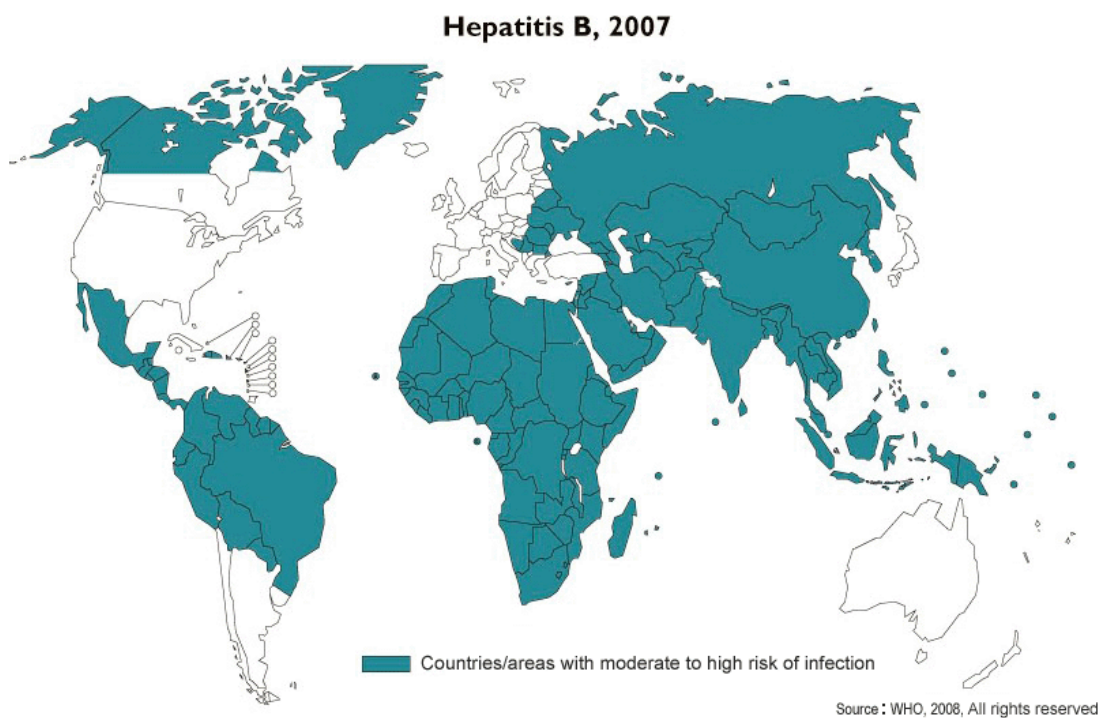 Hepatitis B, 2007
Countries/areas with moderate to high risk of infection
Source : WHO, 2008, All rights reserved